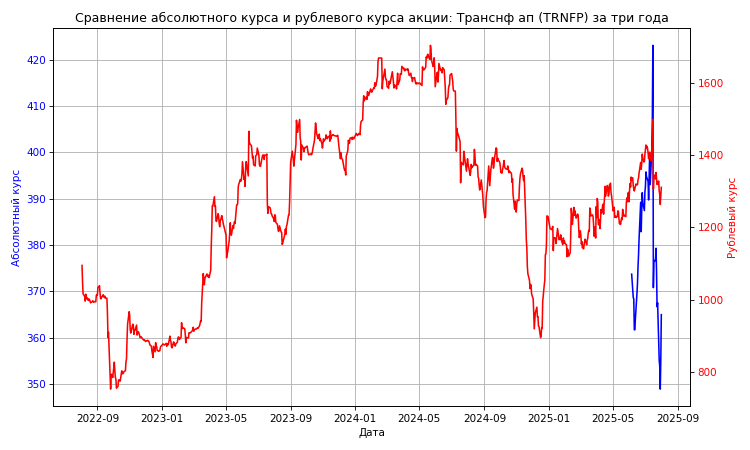 Сравнение абсолютного курса и рублевого курса акции: Транснф ап (TRNFP) за три года
Абсолютный курс
420
410
400
390
380
370
360
350
1600
1400
1200
1000
800
Рублевый курс
2022-09 2023-01 2023-05 2023-09 2024-01 2024-05 2024-09 2025-01 2025-05 2025-09
Дата